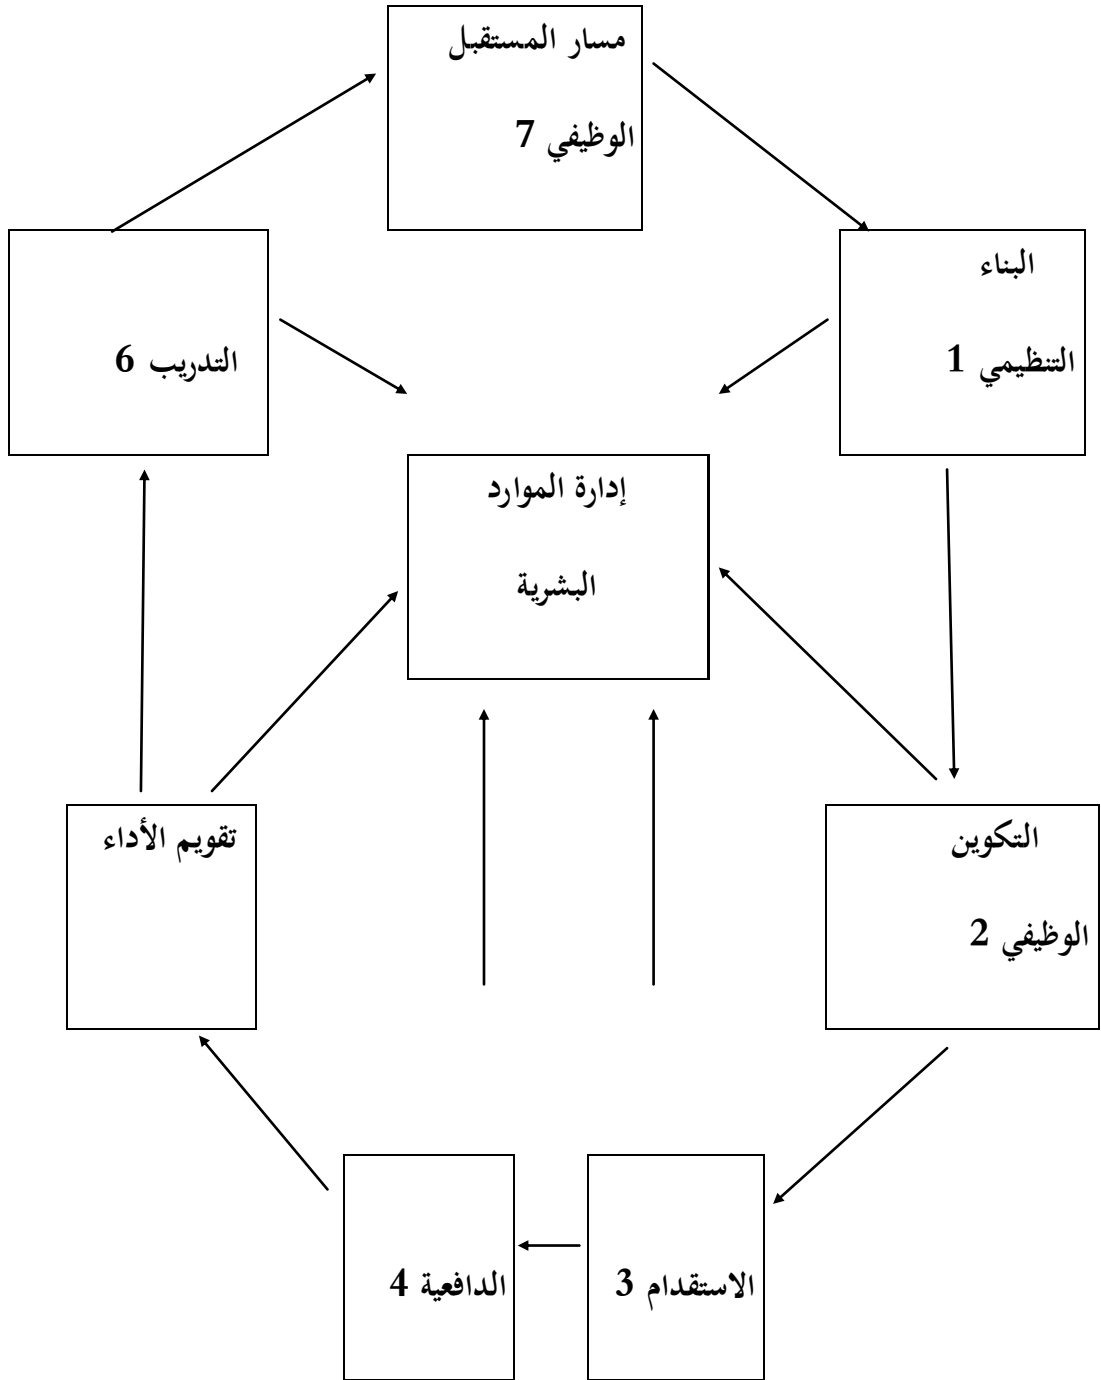 مسار المستقبل
الوظيفي 7
البناء
التنظيمي 1
التدريب 6
إدارة الموارد
البشرية
تقويم الأداء
التكوين
الوظيفي 2
الاستقدام 3
الدافعية 4